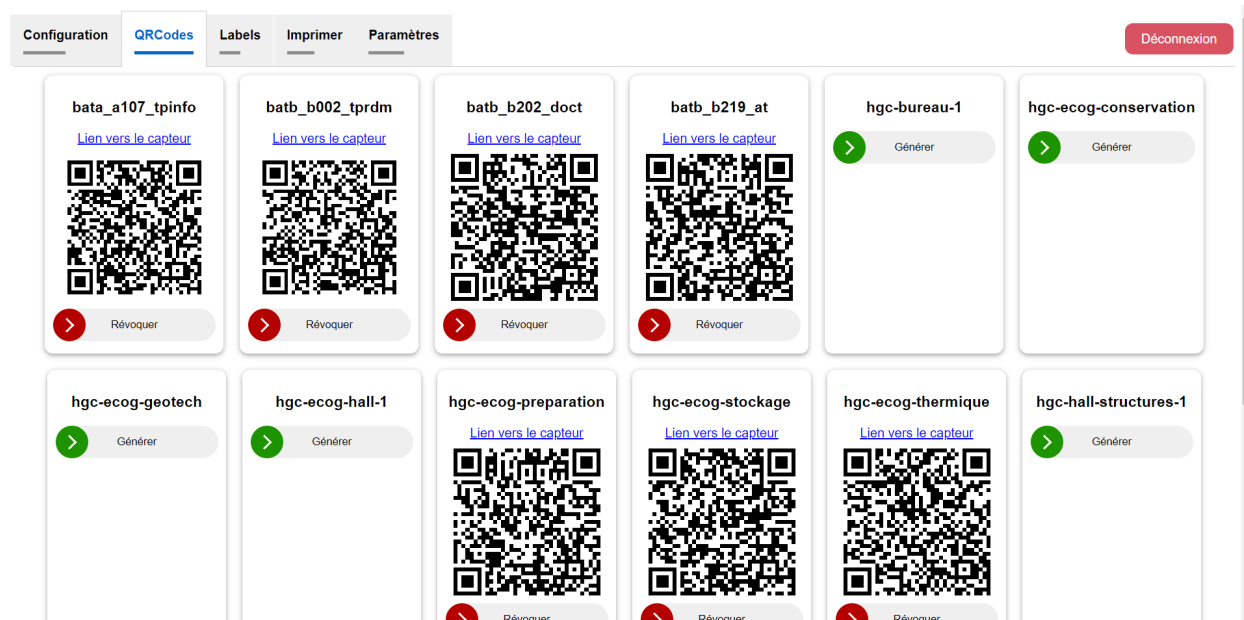 Configuration
QRCodes
Labels
Imprimer
Paramètres
Déconnexion
bata_a107_tpinfo
Lien vers le capteur
Révoquer
batb_b002_tprdm
Lien vers le capteur
Révoquer
batb_b202_doct
Lien vers le capteur
Révoquer
batb_b219_at
Lien vers le capteur
Révoquer
hgc-bureau-1
Générer
hgc-ecog-conservation
Générer
hgc-ecog-geotech
Générer
hgc-ecog-hall-1
Générer
hgc-ecog-preparation
Lien vers le capteur
Révoquer
hgc-ecog-stockage
Lien vers le capteur
Révoquer
hgc-ecog-thermique
Lien vers le capteur
Révoquer
hgc-hall-structures-1
Générer